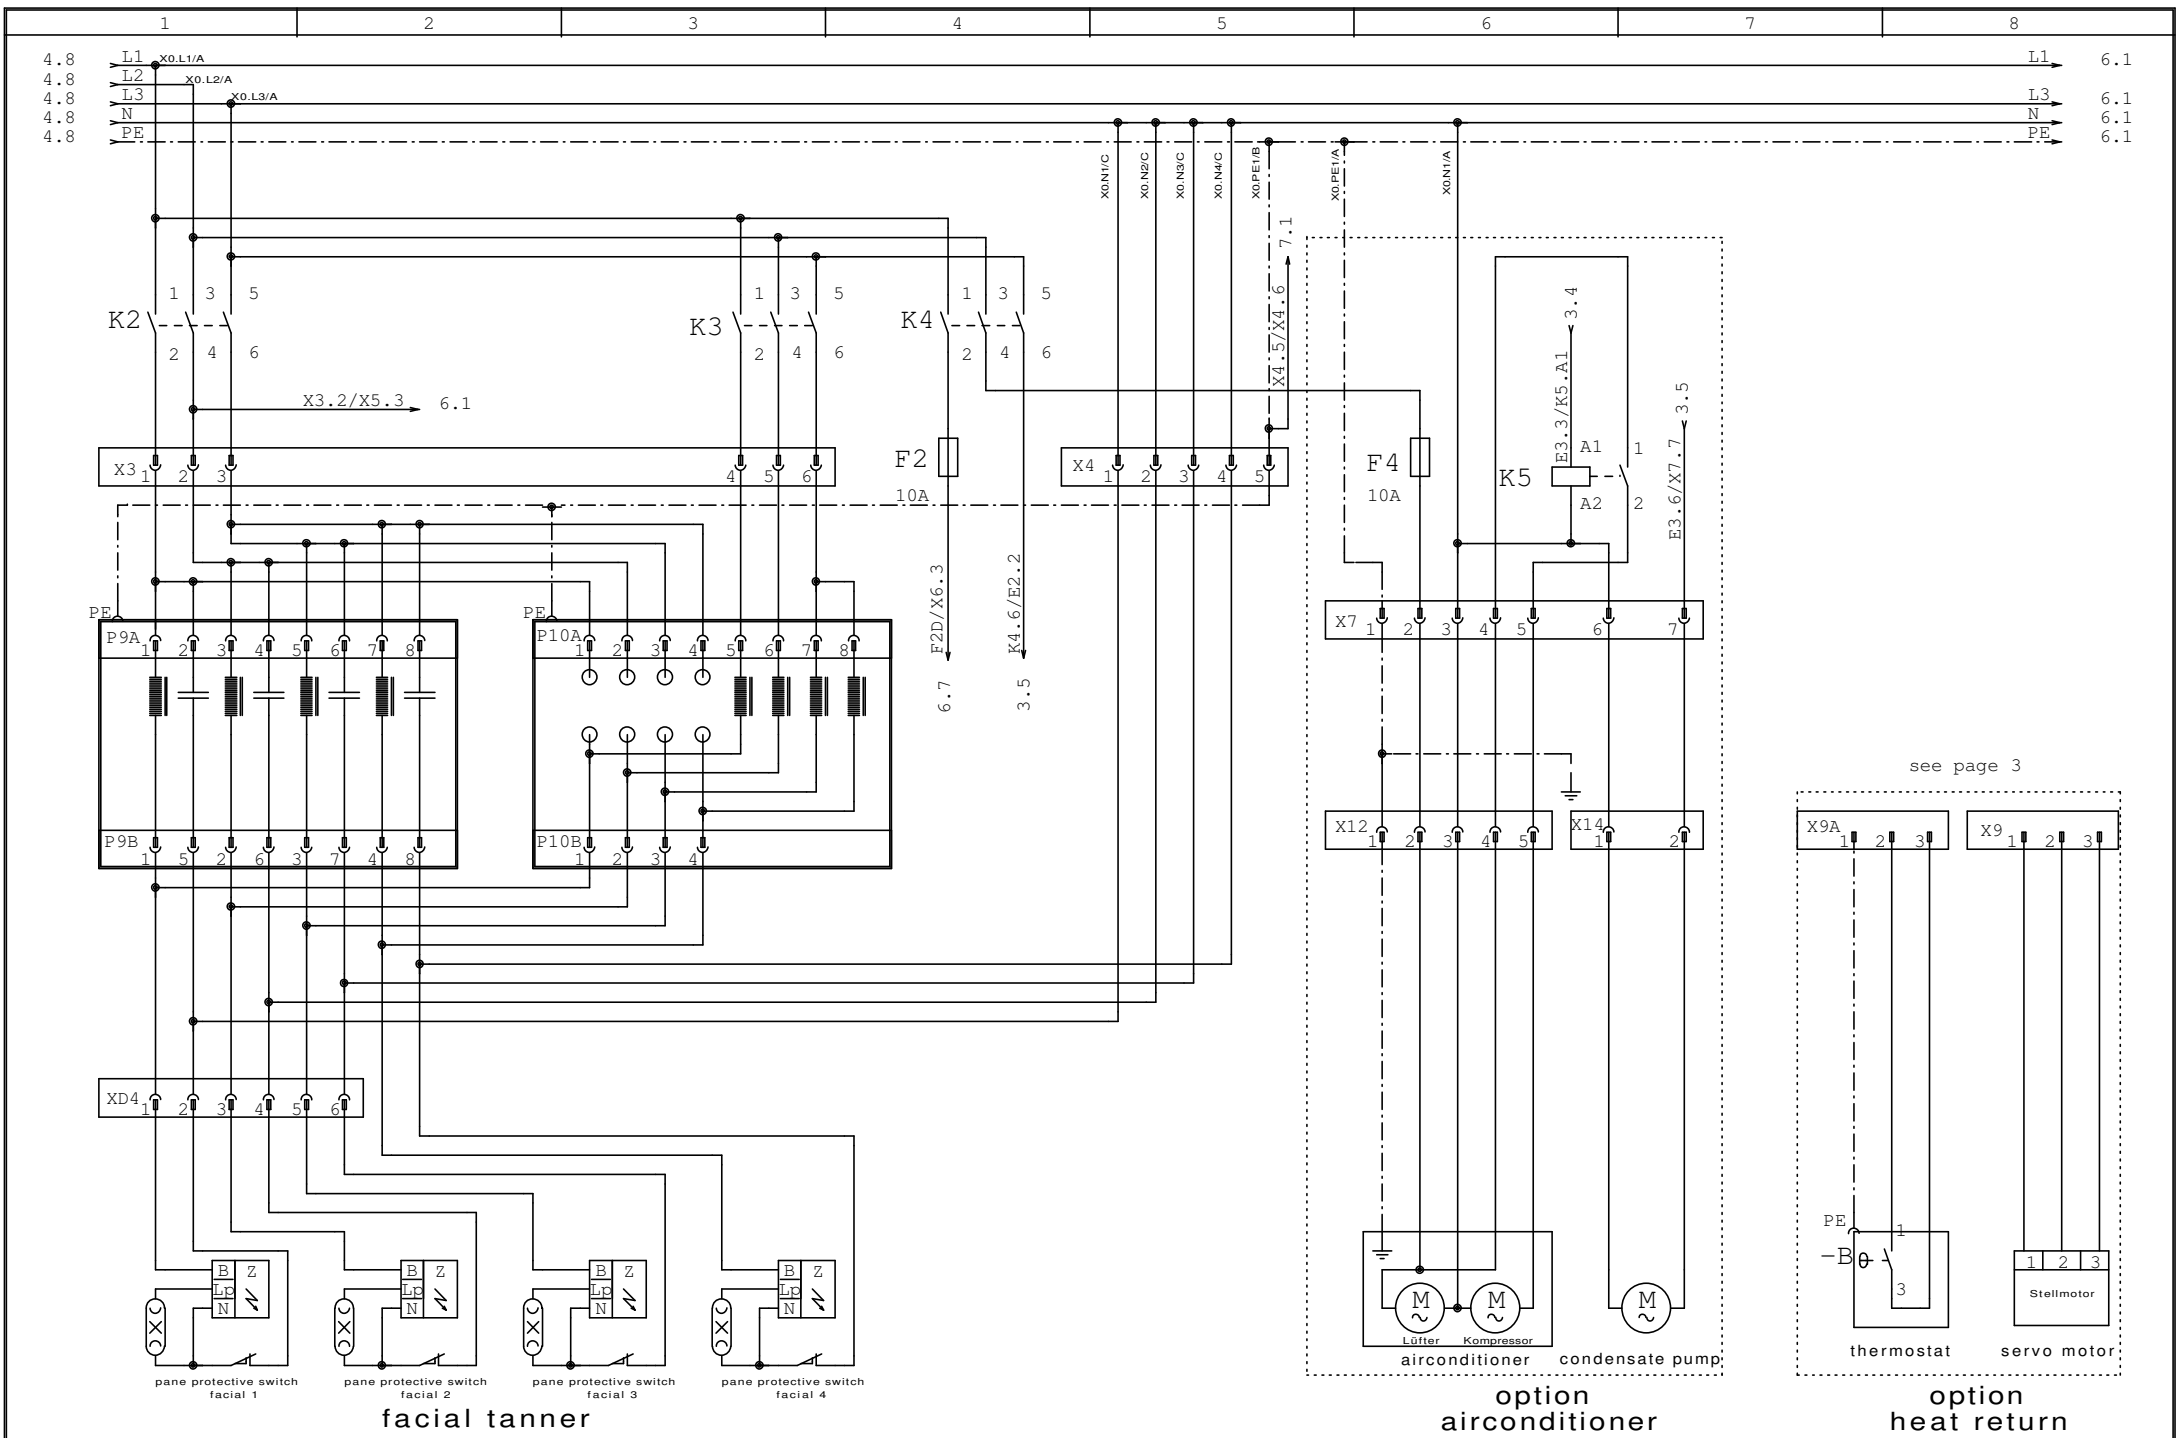 1 2 3 4 5 6 7 8
4.8 L1 X0.L1/A L1 6.1
4.8 L2 X0.L2/A
4.8 L3 X0.L3/A L3 6.1
4.8 N N 6.1
4.8 PE PE 6.1
X0.N1/C
X0.N2/C
X0.N3/C
X0.N4/C
X0.PE1/B
X0.PE1/A
X0.N1/A
7.1
X4.5/X4.6
K2 1 3 5
2 4 6
K3 1 3 5
2 4 6
K4 1 3 5
2 4 6
3.4
E3.3/K5.A1
3.5
E3.6/X7.7
X3.2/X5.3 6.1
X3 1 2 3 4 5 6
F2
10A
X4 1 2 3 4 5
F4
10A
K5 A1 1
A2 2
F2D/X6.3
6.7
K4.6/E2.2
3.5
PE
P9A 1 2 3 4 5 6 7 8
PE
P10A 1 2 3 4 5 6 7 8
X7 1 2 3 4 5 6 7
P9B 1 5 2 6 3 7 4 8
P10B 1 2 3 4
X12 1 2 3 4 5
X14 1 2
see page 3
X9A 1 2 3
X9 1 2 3
XD4 1 2 3 4 5 6
B Z
Lp
N
B Z
Lp
N
B Z
Lp
N
B Z
Lp
N
pane protective switch
facial 1
pane protective switch
facial 2
pane protective switch
facial 3
pane protective switch
facial 4
facial tanner
M
~
Lüfter
M
~
Kompressor
airconditioner
M
~
condensate pump
option
airconditioner
PE
-B 1
3
thermostat
1 2 3
Stellmotor
servo motor
option
heat return